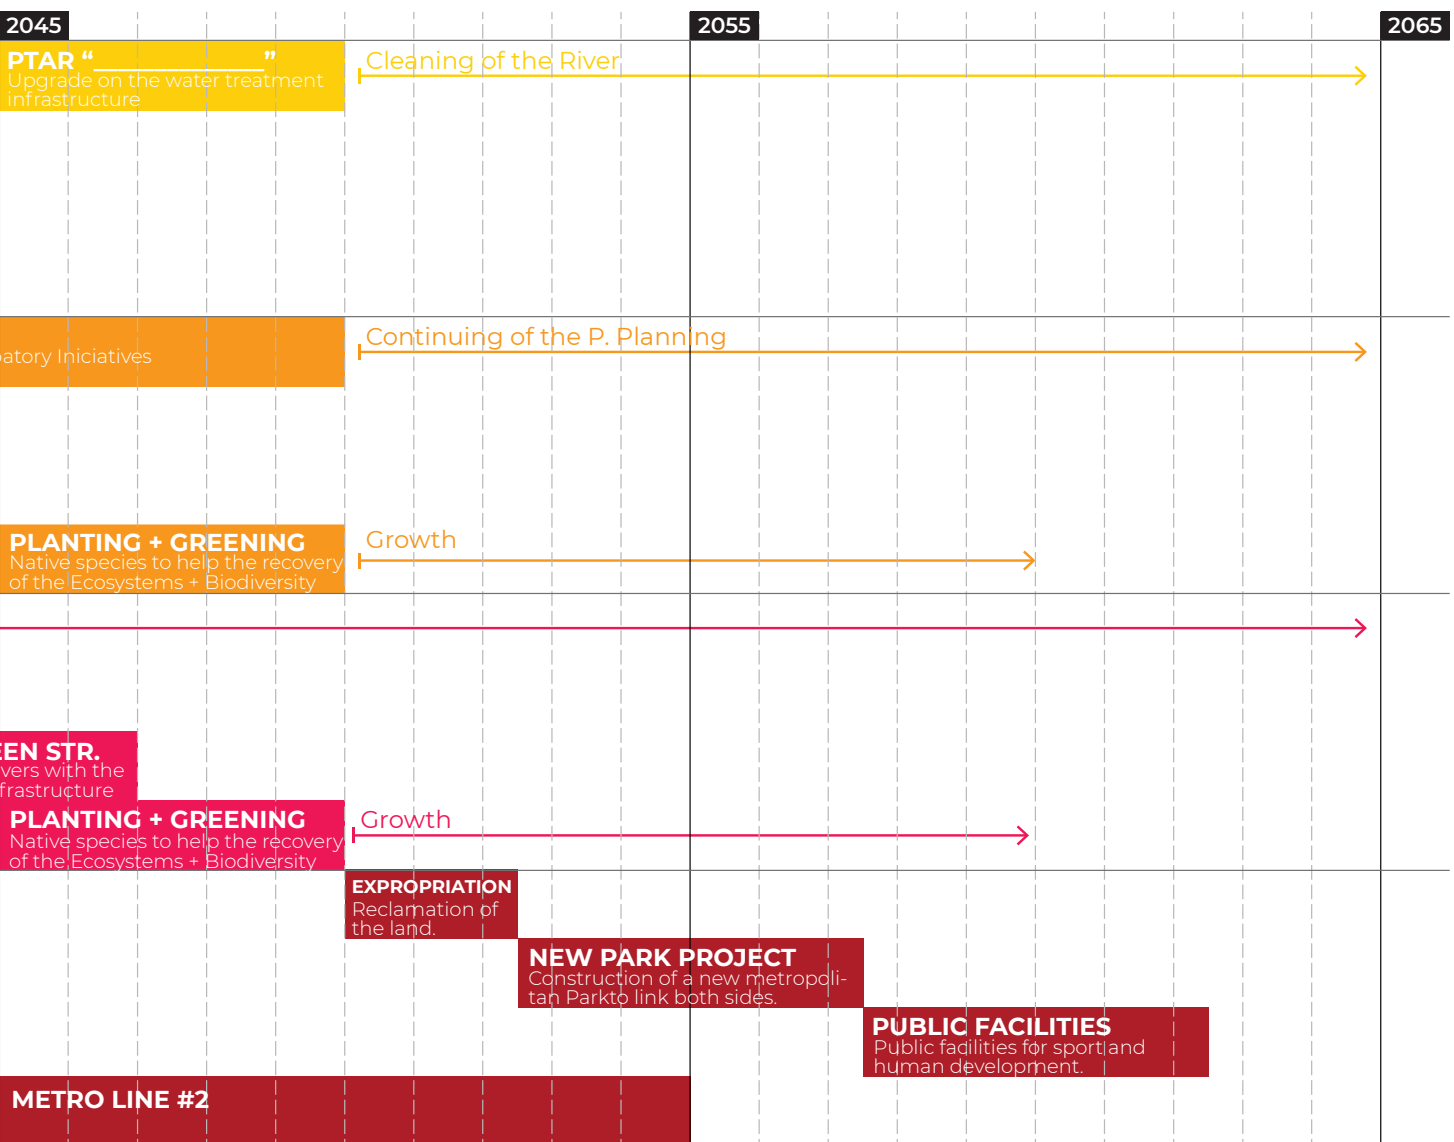 2045
2055
2065
PTAR “______________”
Upgrade on the water treatment
infrastructure
Cleaning of the River
patory Iniciatives
Continuing of the P. Planning
PLANTING + GREENING
Native species to help the recovery
of the Ecosystems + Biodiversity
Growth
EEN STR.
vers with the
frastructure
PLANTING + GREENING
Native species to help the recovery
of the Ecosystems + Biodiversity
Growth
EXPROPRIATION
Reclamation of
the land.
NEW PARK PROJECT
Construction of a new metropoli-
tan Parkto link both sides.
PUBLIC FACILITIES
Public facilities for sport and
human development.
METRO LINE #2